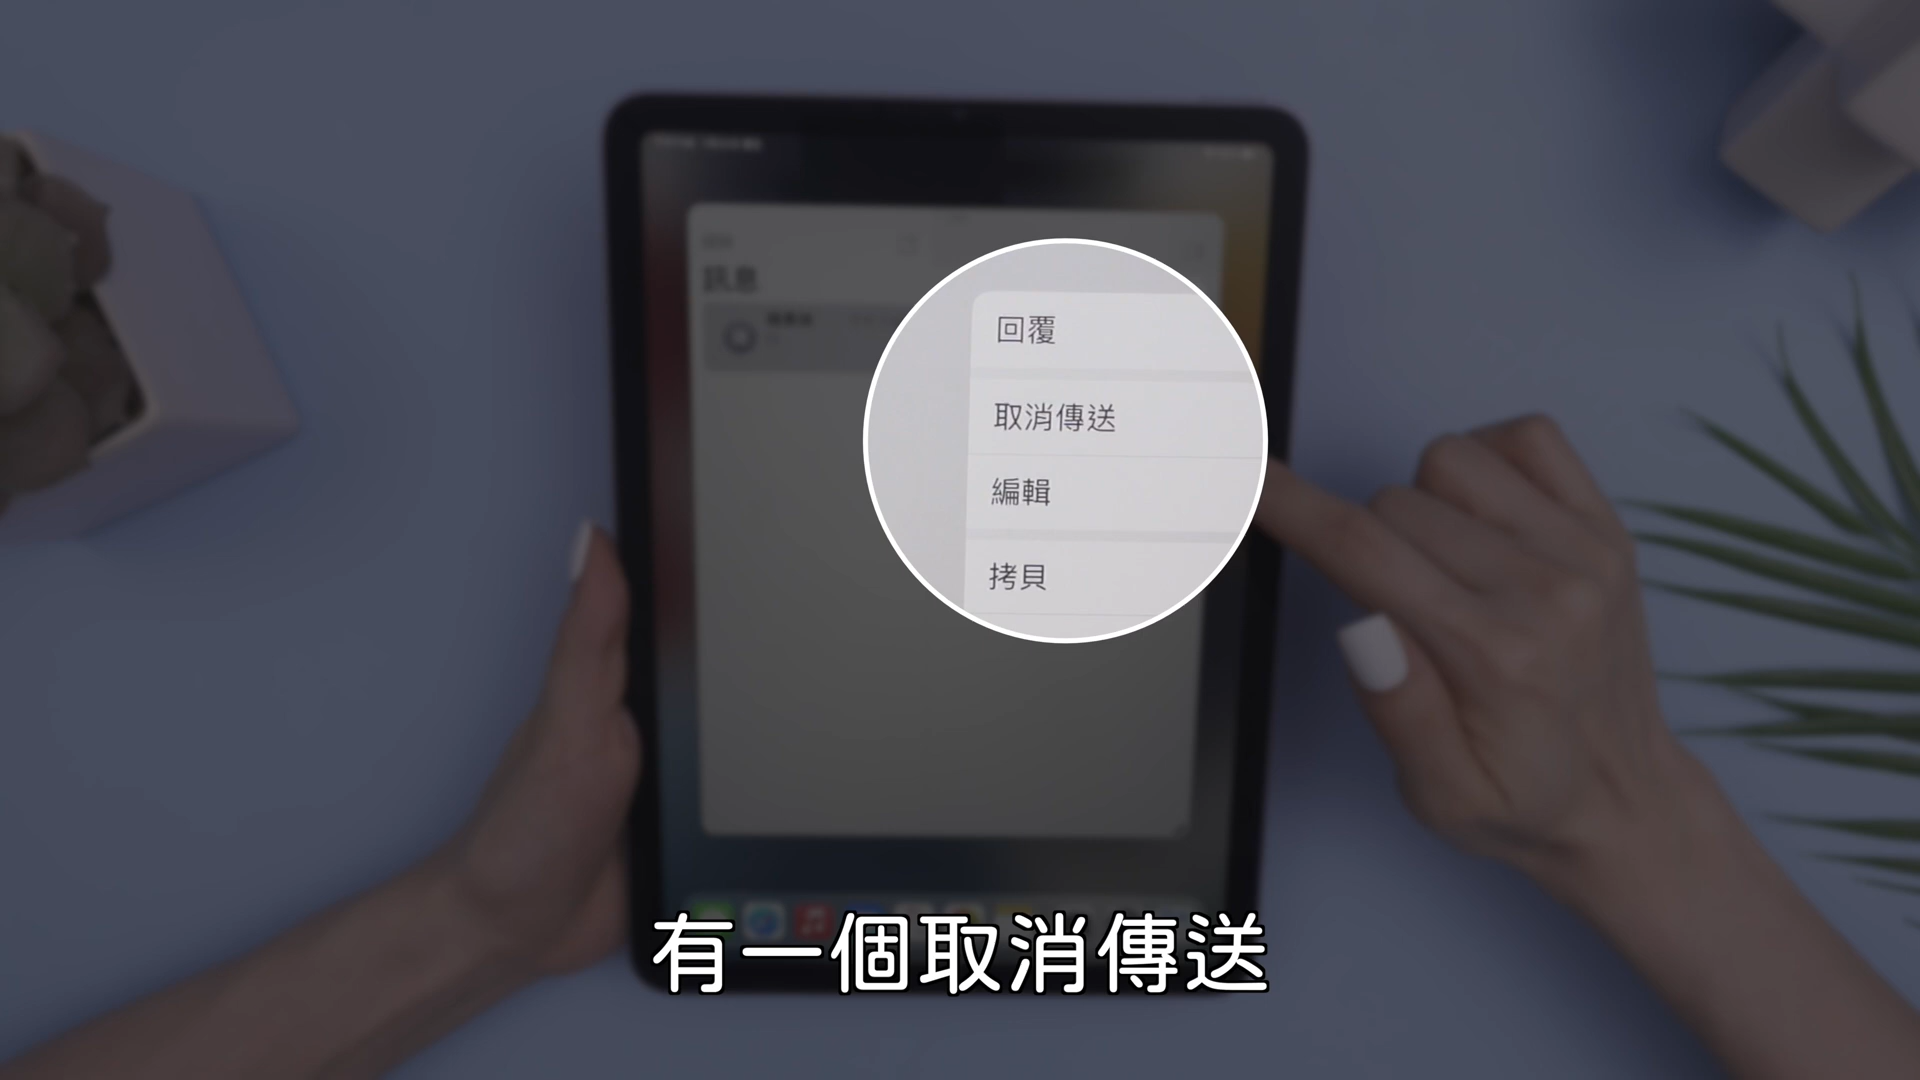 訊息
回覆
取消傳送
編輯
拷貝
有一個取消傳送